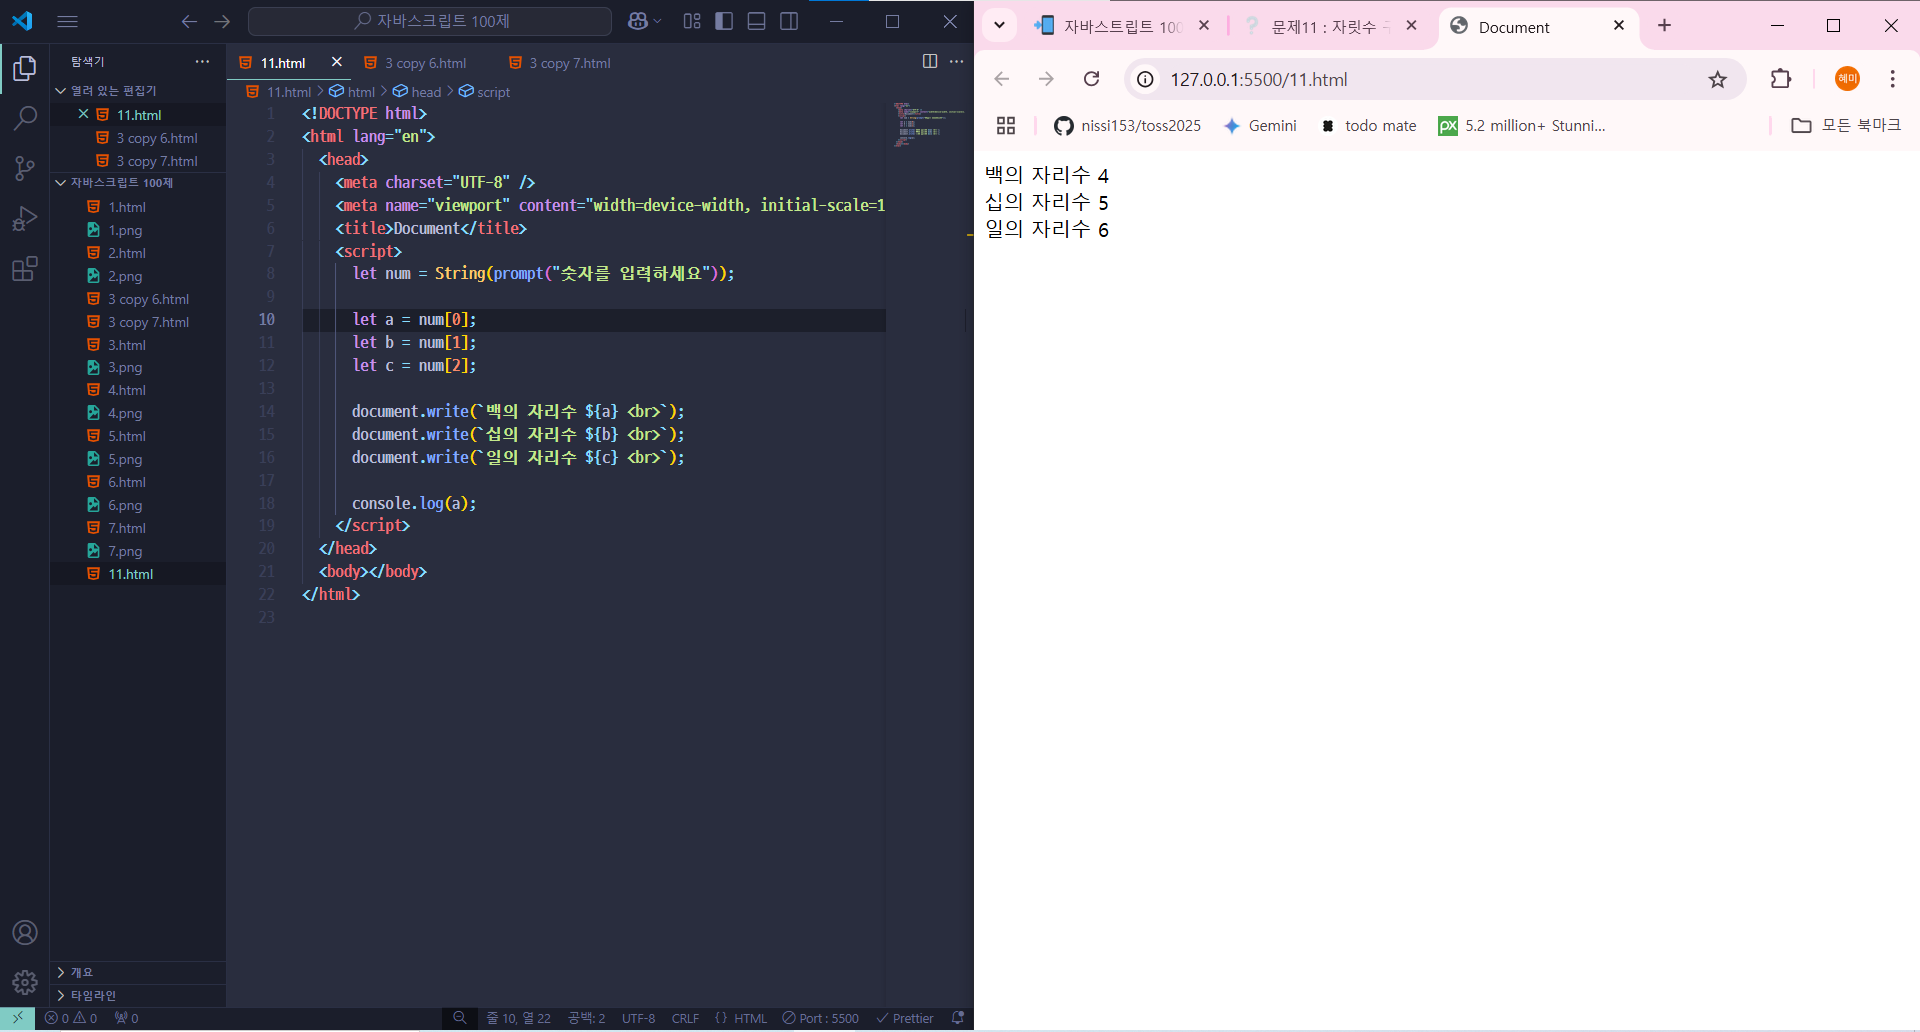 자바스크립트 100제
탐색기
열려 있는 편집기
11.html
3 copy 6.html
3 copy 7.html
자바스크립트 100제
1.html
1.png
2.html
2.png
3 copy 6.html
3 copy 7.html
3.html
3.png
4.html
4.png
5.html
5.png
6.html
6.png
7.html
7.png
11.html
개요
타임라인
11.html
3 copy 6.html
3 copy 7.html
11.html > html > head > script
1 <!DOCTYPE html>
2 <html lang="en">
3 <head>
4 <meta charset="UTF-8" />
5 <meta name="viewport" content="width=device-width, initial-scale=1
6 <title>Document</title>
7 <script>
8 let num = String(prompt("숫자를 입력하세요"));
9
10 let a = num[0];
11 let b = num[1];
12 let c = num[2];
13
14 document.write(`백의 자리수 ${a} <br>`);
15 document.write(`십의 자리수 ${b} <br>`);
16 document.write(`일의 자리수 ${c} <br>`);
17
18 console.log(a);
19 </script>
20 </head>
21 <body></body>
22 </html>
23
0 0 0 줄 10, 열 22 공백: 2 UTF-8 CRLF {} HTML Port : 5500 Prettier
자바스트립트 100
문제11 : 자릿수
Document
127.0.0.1:5500/11.html
혜미
nissi153/toss2025
Gemini
todo mate
px 5.2 million+ Stunni...
모든 북마크
백의 자리수 4
십의 자리수 5
일의 자리수 6